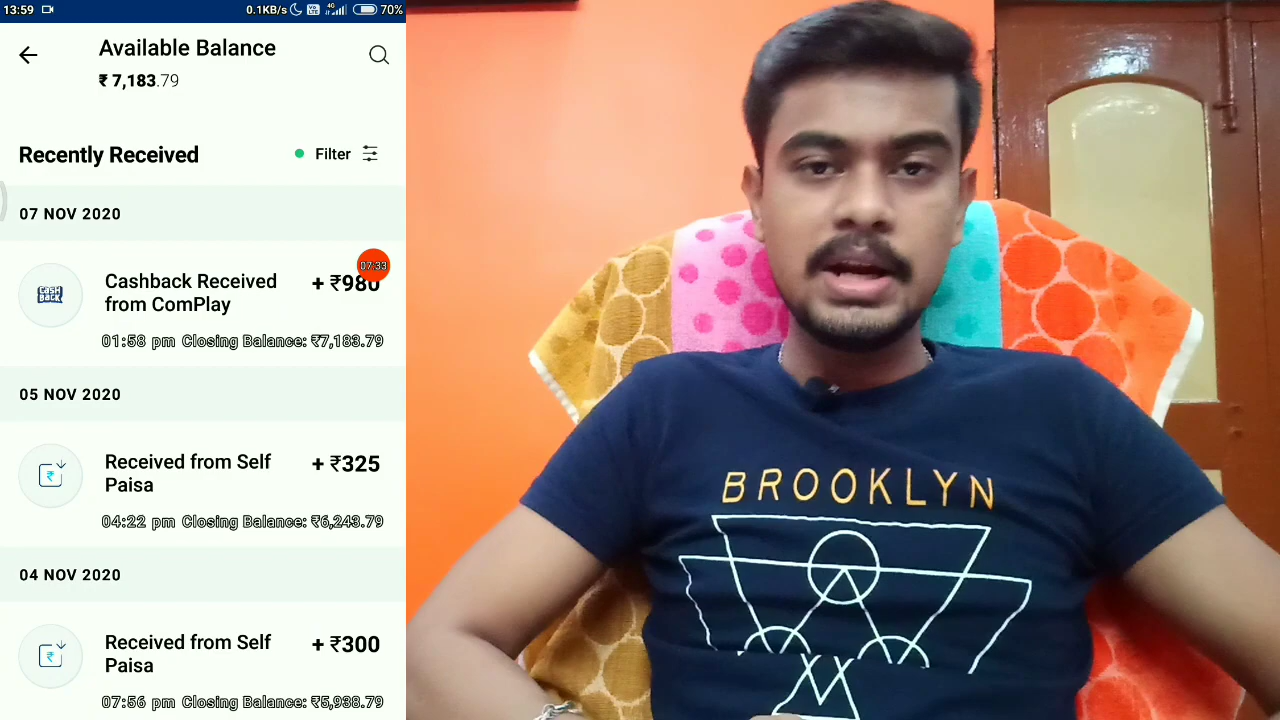 13:59
0.1KB/s
4G
70%
Available Balance
₹ 7,183.79
Recently Received
Filter
07 NOV 2020
07:33
Cashback Received
from ComPlay
+ ₹980
CASH
BACK
01:58 pm Closing Balance: ₹7,183.79
05 NOV 2020
Received from Self
Paisa
+ ₹325
04:22 pm Closing Balance: ₹6,243.79
04 NOV 2020
Received from Self
Paisa
+ ₹300
07:56 pm Closing Balance: ₹5,938.79
BROOKLYN